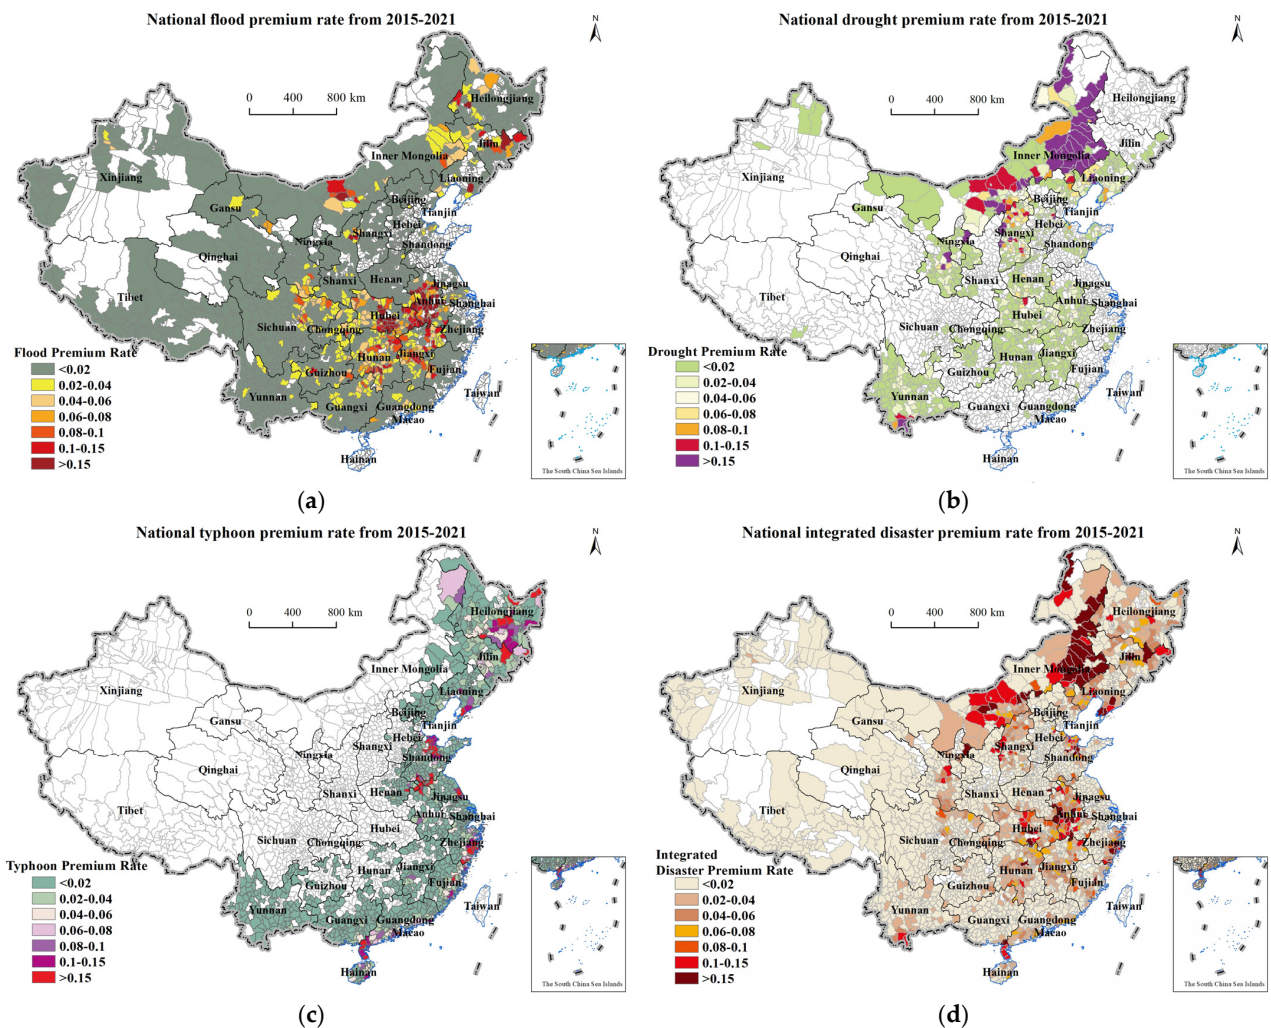 National flood premium rate from 2015-2021
N
0 400 800 km
Heilongjiang
Jilin
Inner Mongolia
Liaoning
Xinjiang
Beijing
Gansu
Tianjin
Hebei
Shangxi
Ningxia
Shandong
Qinghai
Shanxi
Henan
Jinagsu
Tibet
Anhui
Shanghai
Hubei
Sichuan
Chongqing
Zhejiang
Hunan
Jiangxi
Guizhou
Fujian
Yunnan
Taiwan
Guangxi
Guangdong
Macao
Hainan
Flood Premium Rate
<0.02
0.02-0.04
0.04-0.06
0.06-0.08
0.08-0.1
0.1-0.15
>0.15
The South China Sea Islands
(a)
National drought premium rate from 2015-2021
N
0 400 800 km
Heilongjiang
Jilin
Inner Mongolia
Liaoning
Xinjiang
Beijing
Gansu
Tianjin
Hebei
Shangxi
Ningxia
Shandong
Qinghai
Shanxi
Henan
Jinagsu
Tibet
Anhui
Shanghai
Hubei
Sichuan
Chongqing
Zhejiang
Hunan
Jiangxi
Guizhou
Fujian
Yunnan
Taiwan
Guangxi
Guangdong
Macao
Hainan
Drought Premium Rate
<0.02
0.02-0.04
0.04-0.06
0.06-0.08
0.08-0.1
0.1-0.15
>0.15
The South China Sea Islands
(b)
National typhoon premium rate from 2015-2021
N
0 400 800 km
Heilongjiang
Jilin
Inner Mongolia
Liaoning
Xinjiang
Beijing
Gansu
Tianjin
Hebei
Shangxi
Ningxia
Shandong
Qinghai
Shanxi
Henan
Jinagsu
Tibet
Anhui
Shanghai
Hubei
Sichuan
Chongqing
Zhejiang
Hunan
Jiangxi
Guizhou
Fujian
Yunnan
Taiwan
Guangxi
Guangdong
Macao
Hainan
Typhoon Premium Rate
<0.02
0.02-0.04
0.04-0.06
0.06-0.08
0.08-0.1
0.1-0.15
>0.15
The South China Sea Islands
(c)
National integrated disaster premium rate from 2015-2021
N
0 400 800 km
Heilongjiang
Jilin
Inner Mongolia
Liaoning
Xinjiang
Beijing
Gansu
Tianjin
Hebei
Shangxi
Ningxia
Shandong
Qinghai
Shanxi
Henan
Jinagsu
Tibet
Anhui
Shanghai
Hubei
Sichuan
Chongqing
Zhejiang
Hunan
Jiangxi
Guizhou
Fujian
Yunnan
Taiwan
Guangxi
Guangdong
Macao
Hainan
Integrated
Disaster Premium Rate
<0.02
0.02-0.04
0.04-0.06
0.06-0.08
0.08-0.1
0.1-0.15
>0.15
The South China Sea Islands
(d)